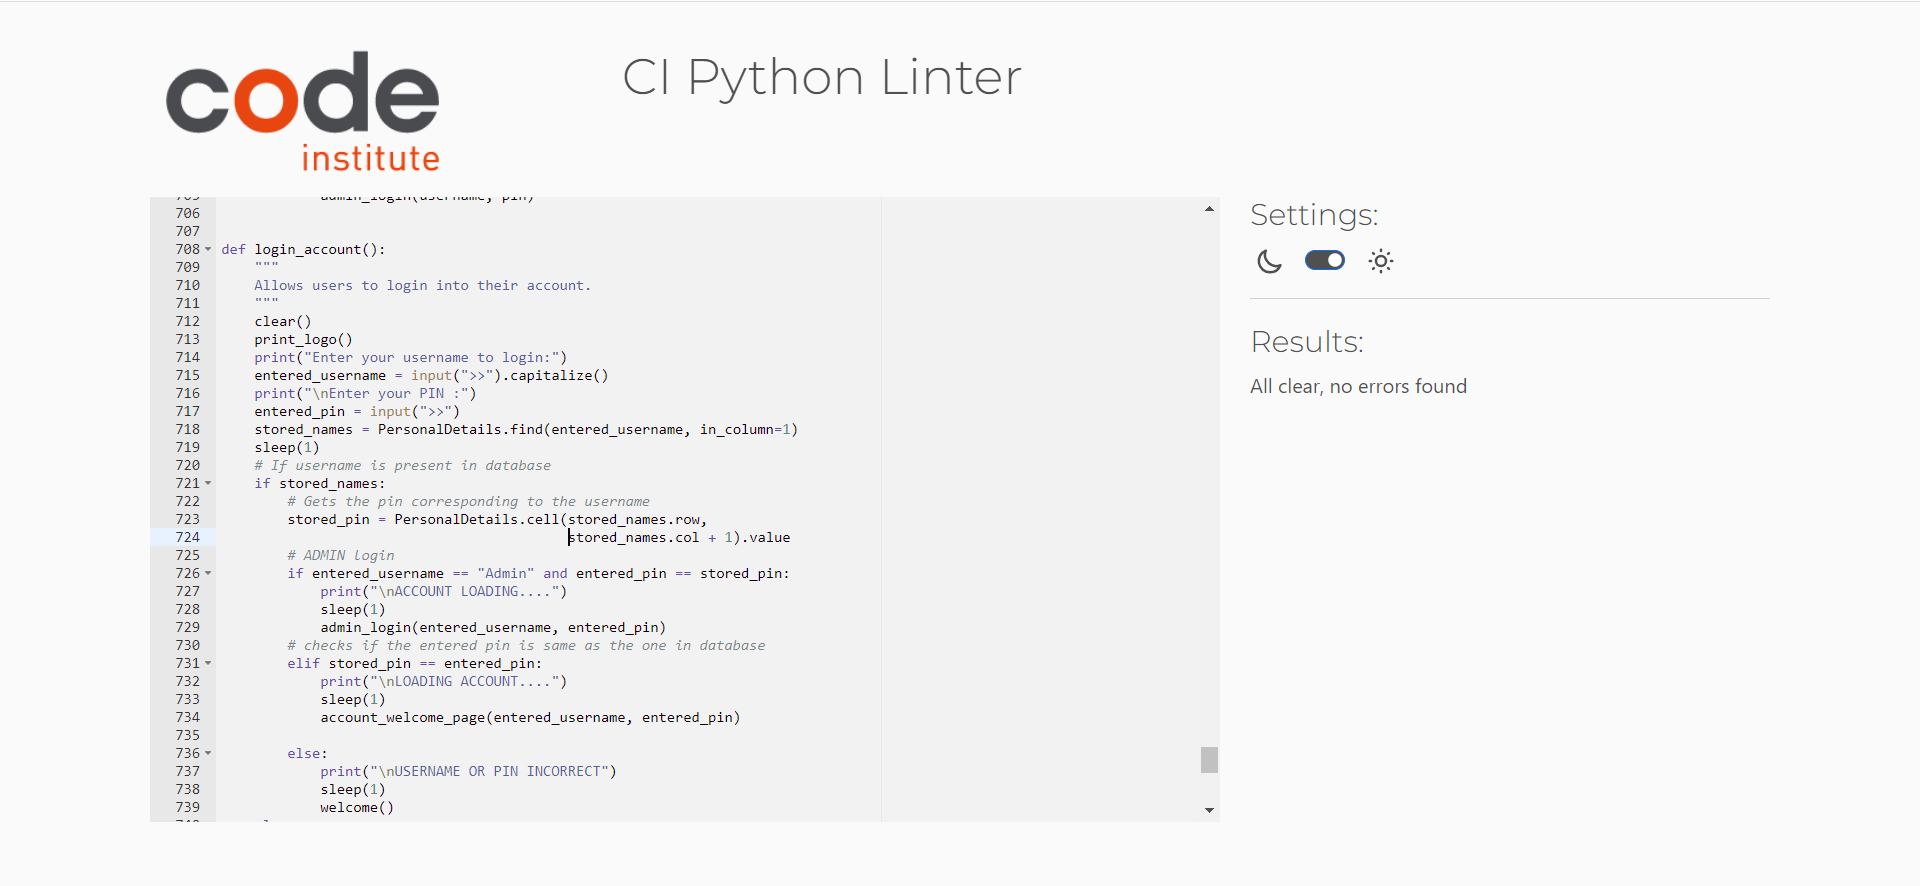 code
institute
CI Python Linter
admin_login(username, pin)
706
707
708 def login_account():
709     """
710     Allows users to login into their account.
711     """
712     clear()
713     print_logo()
714     print("Enter your username to login:")
715     entered_username = input(">>").capitalize()
716     print("\nEnter your PIN :")
717     entered_pin = input(">>")
718     stored_names = PersonalDetails.find(entered_username, in_column=1)
719     sleep(1)
720     # If username is present in database
721     if stored_names:
722         # Gets the pin corresponding to the username
723         stored_pin = PersonalDetails.cell(stored_names.row,
724                                           stored_names.col + 1).value
725         # ADMIN login
726         if entered_username == "Admin" and entered_pin == stored_pin:
727             print("\nACCOUNT LOADING....")
728             sleep(1)
729             admin_login(entered_username, entered_pin)
730         # checks if the entered pin is same as the one in database
731         elif stored_pin == entered_pin:
732             print("\nLOADING ACCOUNT....")
733             sleep(1)
734             account_welcome_page(entered_username, entered_pin)
735
736         else:
737             print("\nUSERNAME OR PIN INCORRECT")
738             sleep(1)
739             welcome()
Settings:
Results:
All clear, no errors found